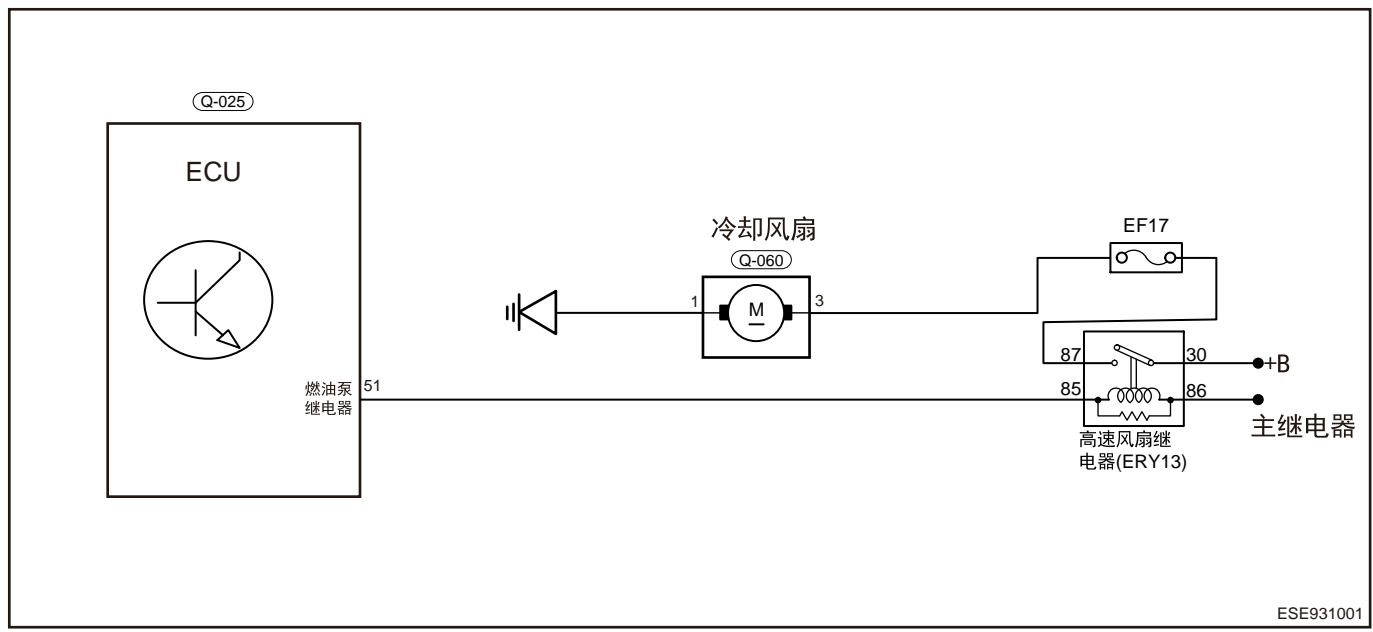 Q-025
ECU
冷却风扇
Q-060
EF17
1
M
3
87
30
+B
燃油泵
继电器
51
85
86
主继电器
高速风扇继
电器(ERY13)
ESE931001